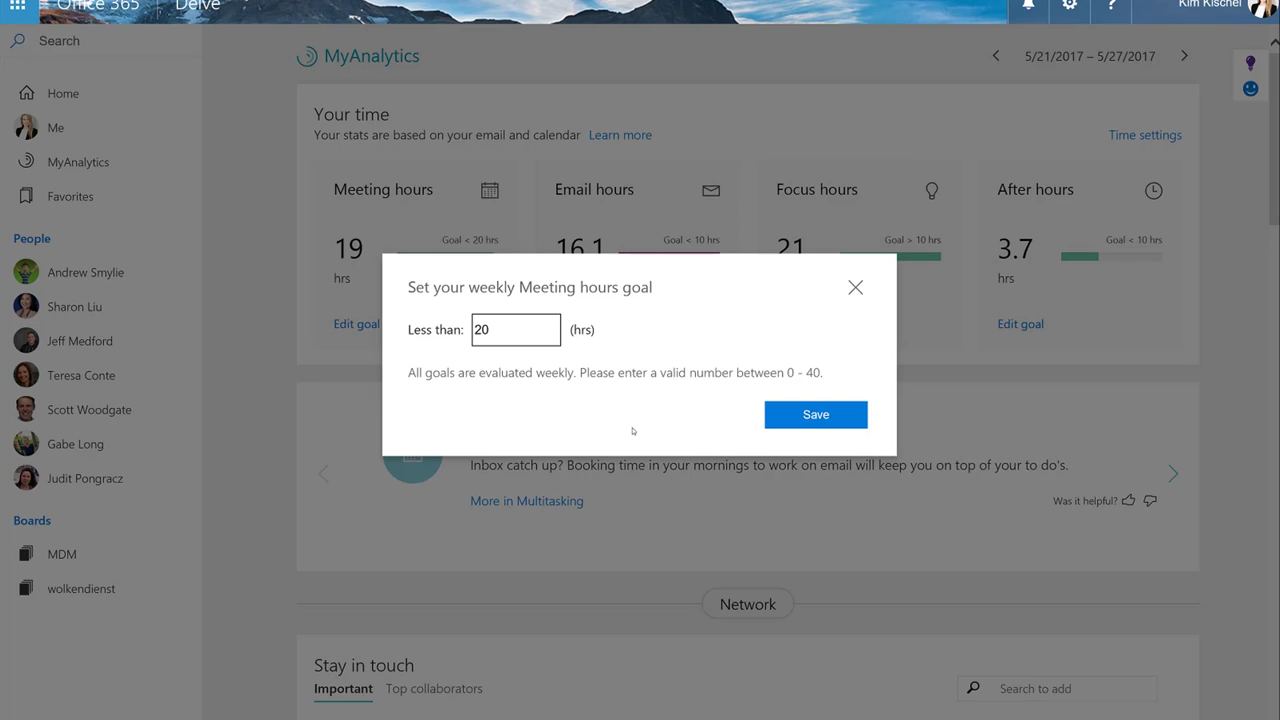 Office 365 Delve
Kim Kischel
Search
Home
Me
MyAnalytics
Favorites
People
Andrew Smylie
Sharon Liu
Jeff Medford
Teresa Conte
Scott Woodgate
Gabe Long
Judit Pongracz
Boards
MDM
wolkendienst
MyAnalytics
5/21/2017 – 5/27/2017
Your time
Your stats are based on your email and calendar Learn more
Time settings
Meeting hours
Goal < 20 hrs
19
hrs
Edit goal
Email hours
Goal < 10 hrs
16.1
Focus hours
Goal > 10 hrs
21
After hours
Goal < 10 hrs
3.7
hrs
Edit goal
Set your weekly Meeting hours goal
Less than: 20 (hrs)
All goals are evaluated weekly. Please enter a valid number between 0 - 40.
Save
Inbox catch up? Booking time in your mornings to work on email will keep you on top of your to do's.
More in Multitasking
Was it helpful?
Network
Stay in touch
Important Top collaborators
Search to add